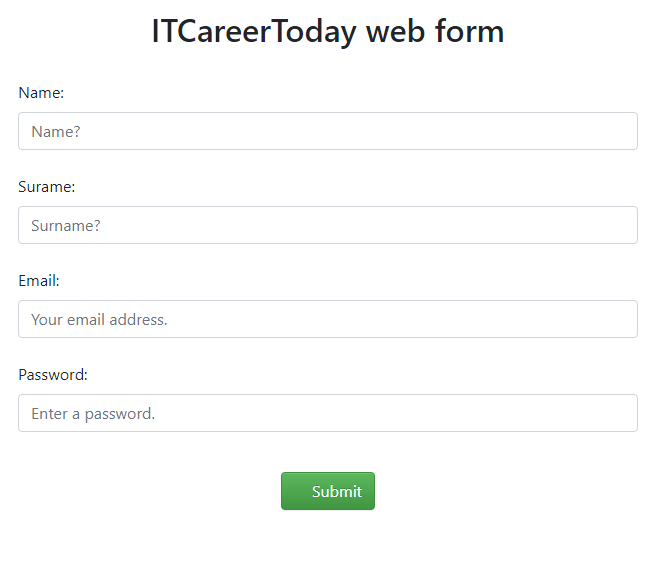 ITCareerToday web form
Name:
Name?
Surame:
Surname?
Email:
Your email address.
Password:
Enter a password.
Submit